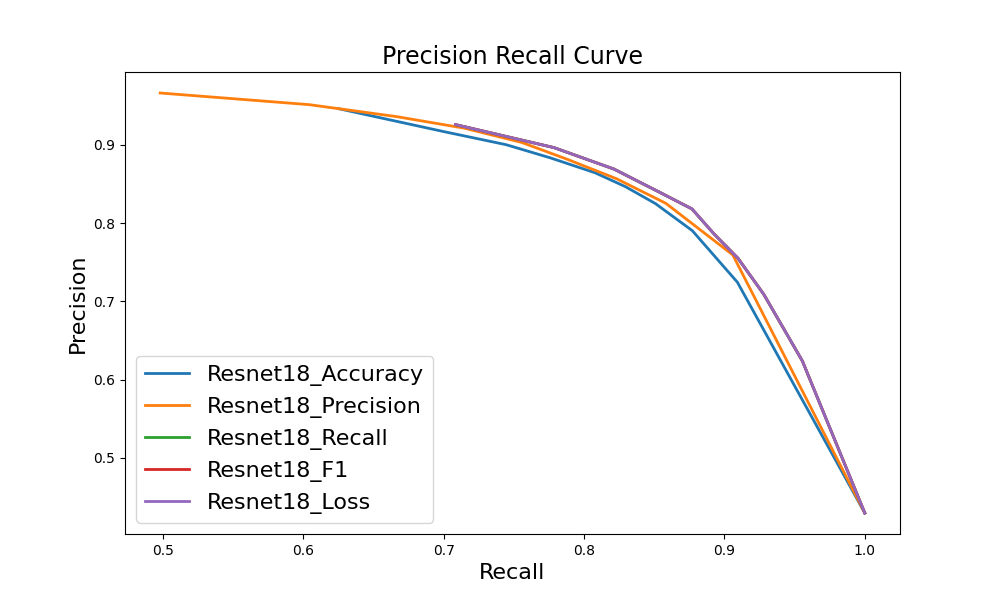 Precision Recall Curve
Precision
0.9
0.8
0.7
0.6
0.5
Resnet18_Accuracy
Resnet18_Precision
Resnet18_Recall
Resnet18_F1
Resnet18_Loss
0.5 0.6 0.7 0.8 0.9 1.0
Recall